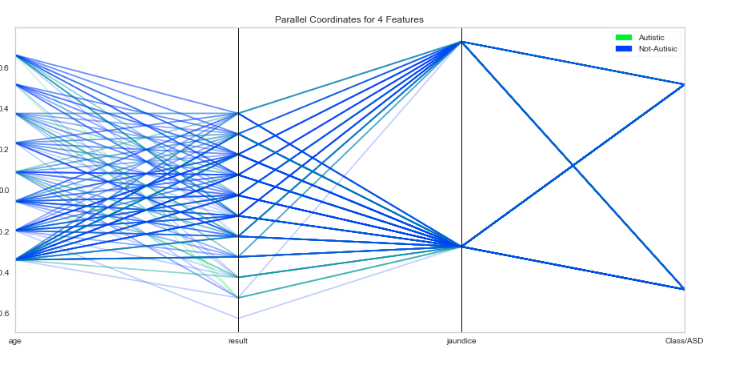 Parallel Coordinates for 4 Features
Autistic
Not-Autisic
0.6
0.4
0.2
0.0
0.2
0.4
0.6
age
result
jaundice
Class/ASD